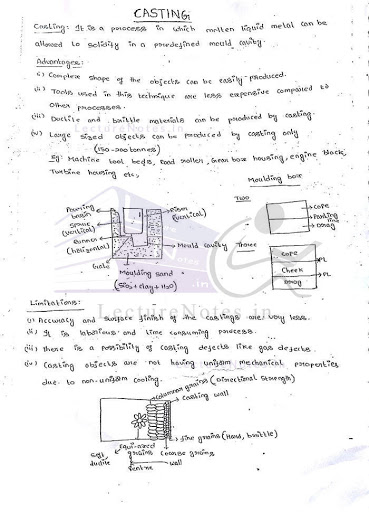 CASTING
Casting: It is a process in which molten liquid metal can be
allowed to solidify in a predefined mould cavity.
Advantages:
(i) Complex shape of the objects can be easily produced.
(ii) Tools used in this technique are less expensive compared to
other processes.
(iii) Ductile and brittle materials can be produced by casting.
LectureNotes.in
(iv) Large sized objects can be produced by casting only
(150-200 tonnes)
Eg: Machine tool beds, Road roller, Gear box housing, engine block,
Turbine housing etc,
Moulding box
Pouring
basin
Sprue
(vertical)
Runner
(horizontal)
Gate
Riser
(vertical)
Mould cavity
Moulding sand
(SiO2 + clay + H2O)
Two
Cope
Parting
line
Drag
Three
Cope
Cheek
Drag
PL
PL
LectureNotes.in
Limitations:
(i) Accuracy and surface finish of the castings are very less.
(ii) It is laborious and time consuming process.
(iii) there is a possibility of casting defects like gas defects.
(iv) Casting objects are not having uniform mechanical properties
due to non-uniform cooling.
columnar grains (Directional strength)
casting wall
fine grains (Hard, brittle)
equi-axed
grains
Coarse grains
Soft,
ductile
wall
centre